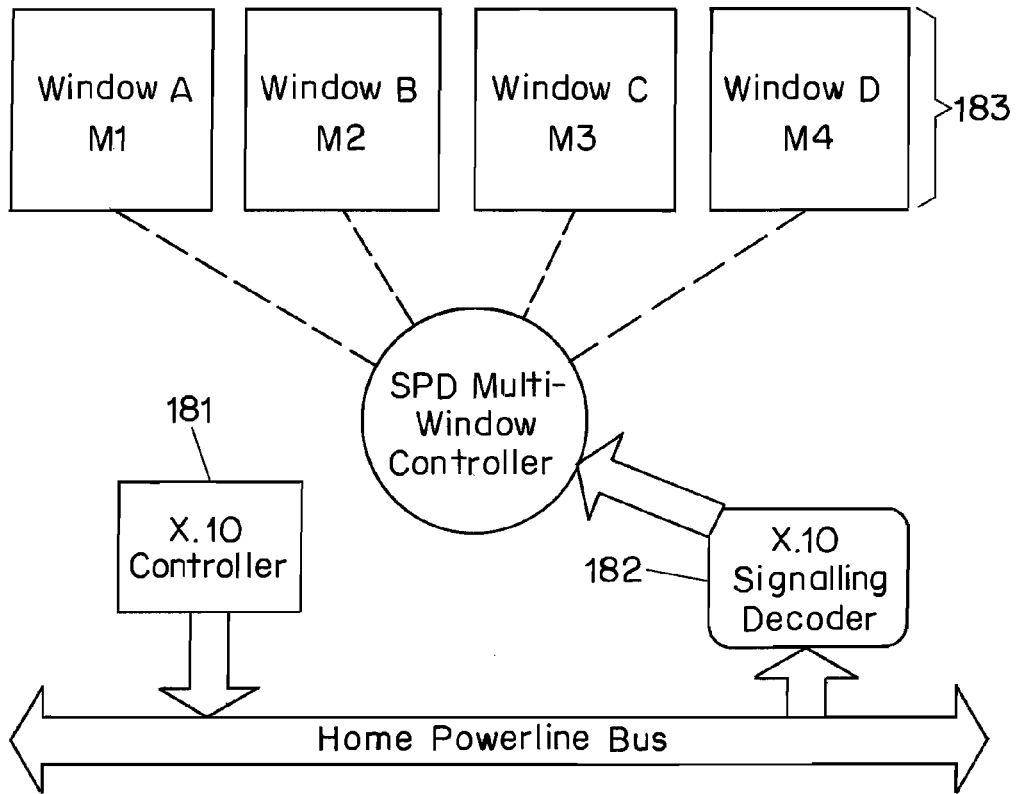 Window A
M1
Window B
M2
Window C
M3
Window D
M4
183
SPD Multi-
Window
Controller
181
X.10
Controller
182
X.10
Signalling
Decoder
Home Powerline Bus